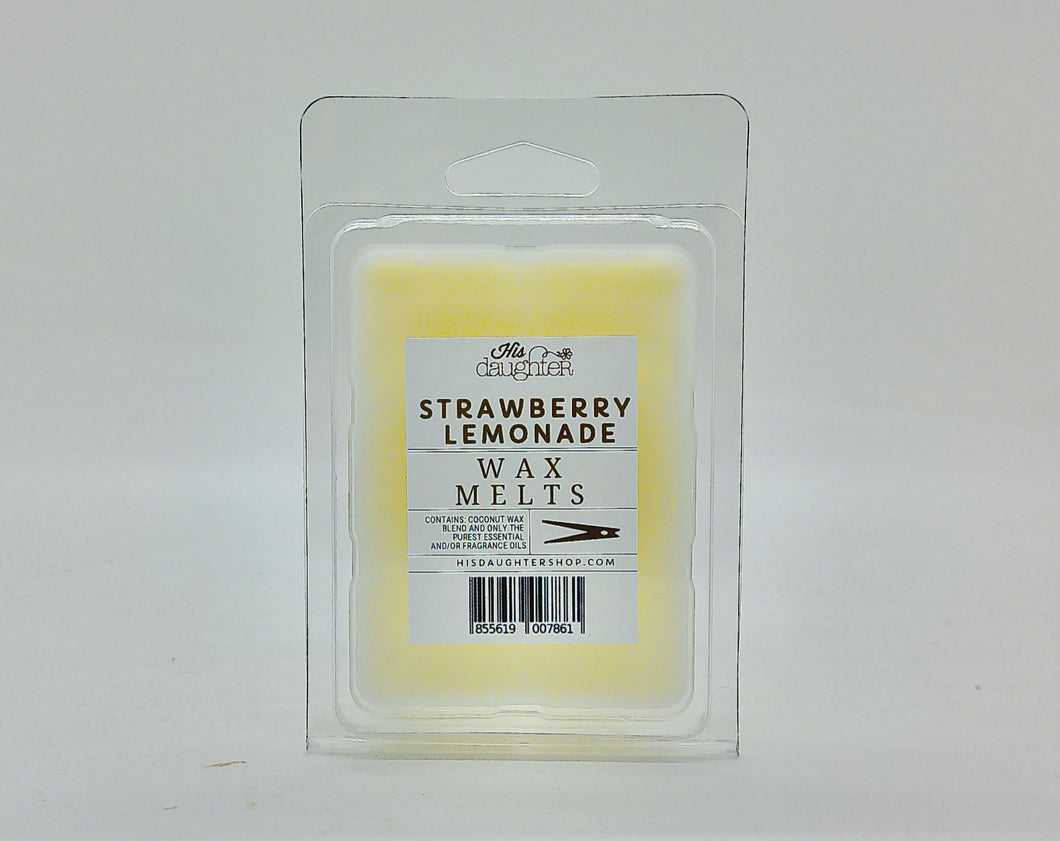 His
daughter
STRAWBERRY
LEMONADE
WAX
MELTS
CONTAINS: COCONUT WAX
BLEND AND ONLY THE
PUREST ESSENTIAL
AND/OR FRAGRANCE OILS
HISDAUGHTERSHOP.COM
855619 007861